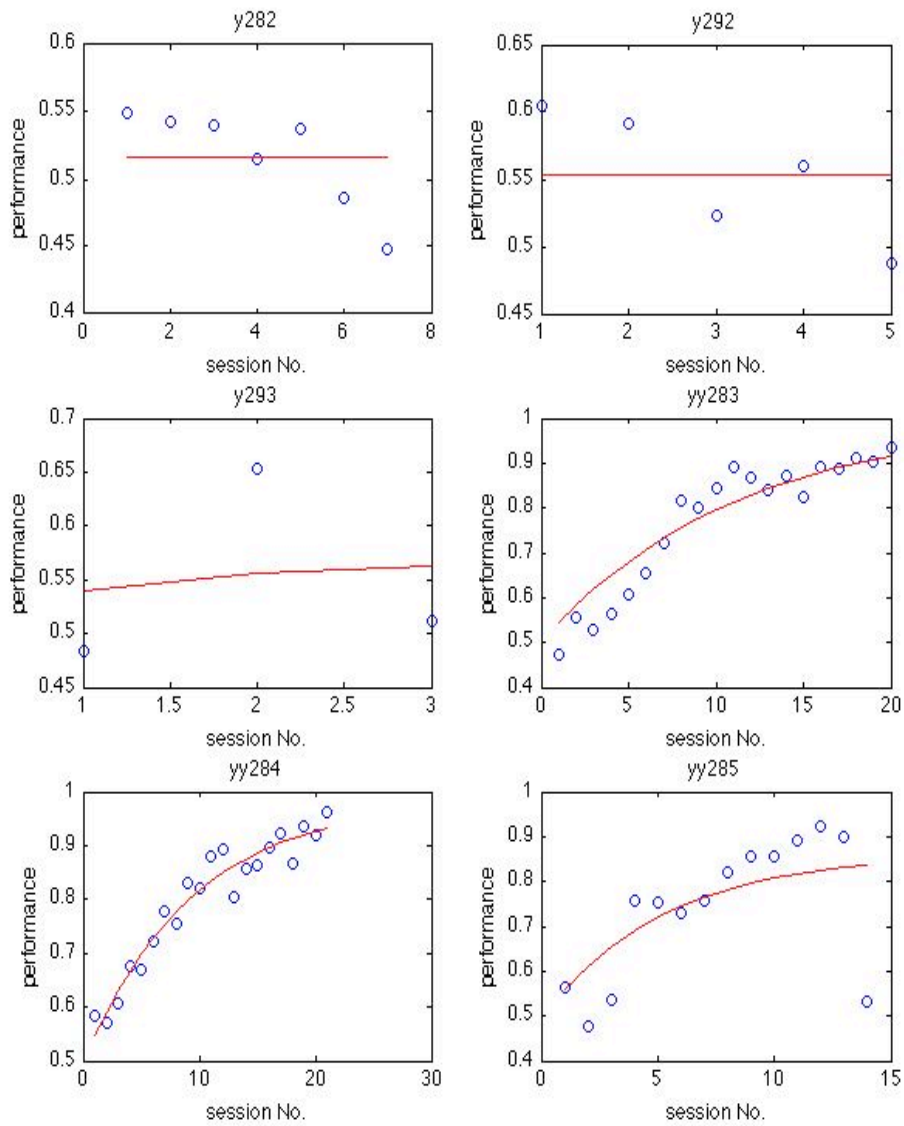 y282
0.6
0.55
0.5
0.45
0.4
performance
0 2 4 6 8
session No.
y292
0.65
0.6
0.55
0.5
0.45
performance
1 2 3 4 5
session No.
y293
0.7
0.65
0.6
0.55
0.5
0.45
performance
1 1.5 2 2.5 3
session No.
yy283
1
0.9
0.8
0.7
0.6
0.5
0.4
performance
0 5 10 15 20
session No.
yy284
1
0.9
0.8
0.7
0.6
0.5
performance
0 10 20 30
session No.
yy285
1
0.9
0.8
0.7
0.6
0.5
0.4
performance
0 5 10 15
session No.